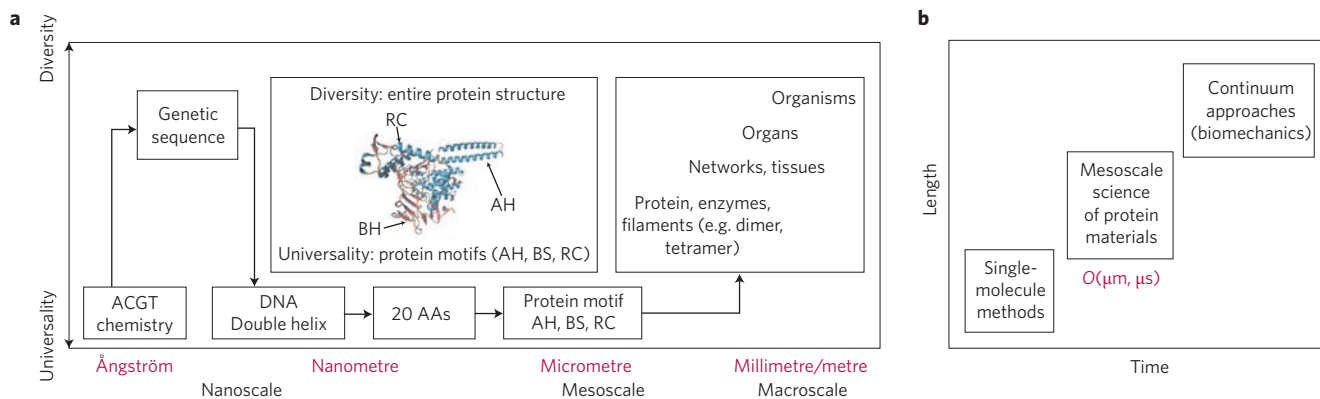 a
Diversity
Universality
Genetic
sequence
ACGT
chemistry
Diversity: entire protein structure
RC
AH
BH
Universality: protein motifs (AH, BS, RC)
DNA
Double helix
20 AAs
Protein motif
AH, BS, RC
Organisms
Organs
Networks, tissues
Protein, enzymes,
filaments (e.g. dimer,
tetramer)
Ångström
Nanometre
Micrometre
Millimetre/metre
Nanoscale
Mesoscale
Macroscale
b
Length
Continuum
approaches
(biomechanics)
Mesoscale
science
of protein
materials
O(μm, μs)
Single-
molecule
methods
Time